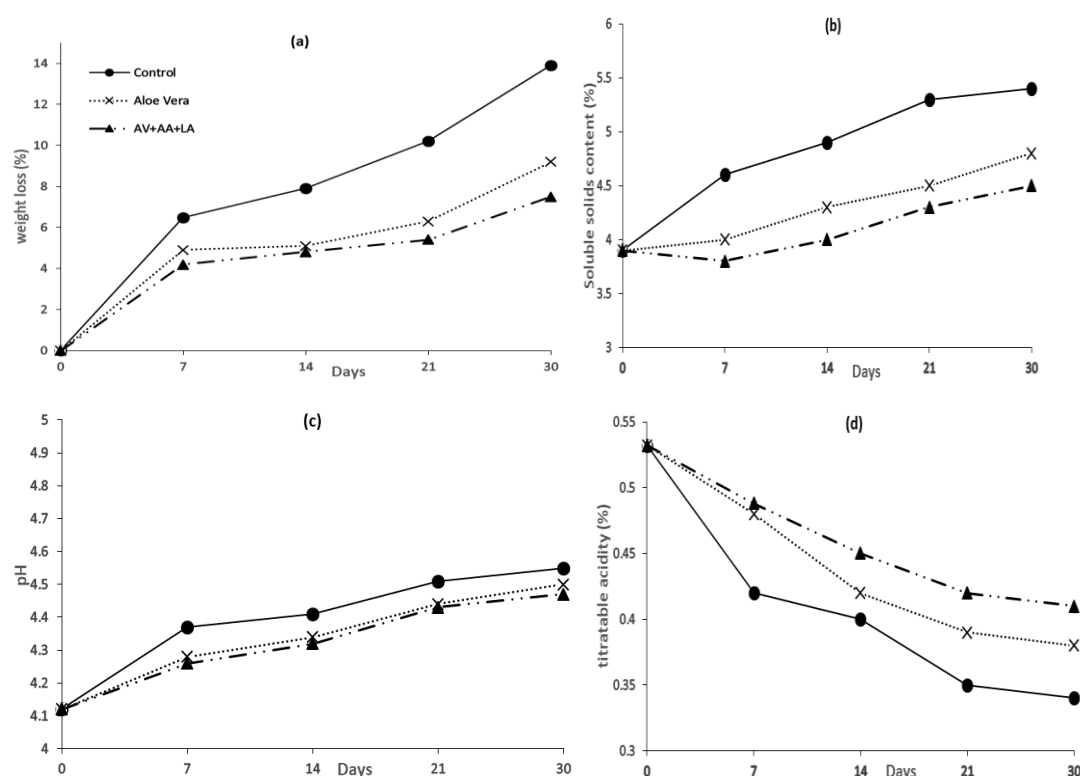 (a)
14
12
10
8
6
4
2
0
weight loss (%)
Control
Aloe Vera
AV+AA+LA
0 7 14 21 30
Days
(b)
6
5.5
5
4.5
4
3.5
3
Soluble solids content (%)
0 7 14 21 30
Days
(c)
5
4.9
4.8
4.7
4.6
4.5
4.4
4.3
4.2
4.1
4
pH
0 7 14 21 30
Days
(d)
0.55
0.5
0.45
0.4
0.35
0.3
titratable acidity (%)
0 7 14 21 30
Days